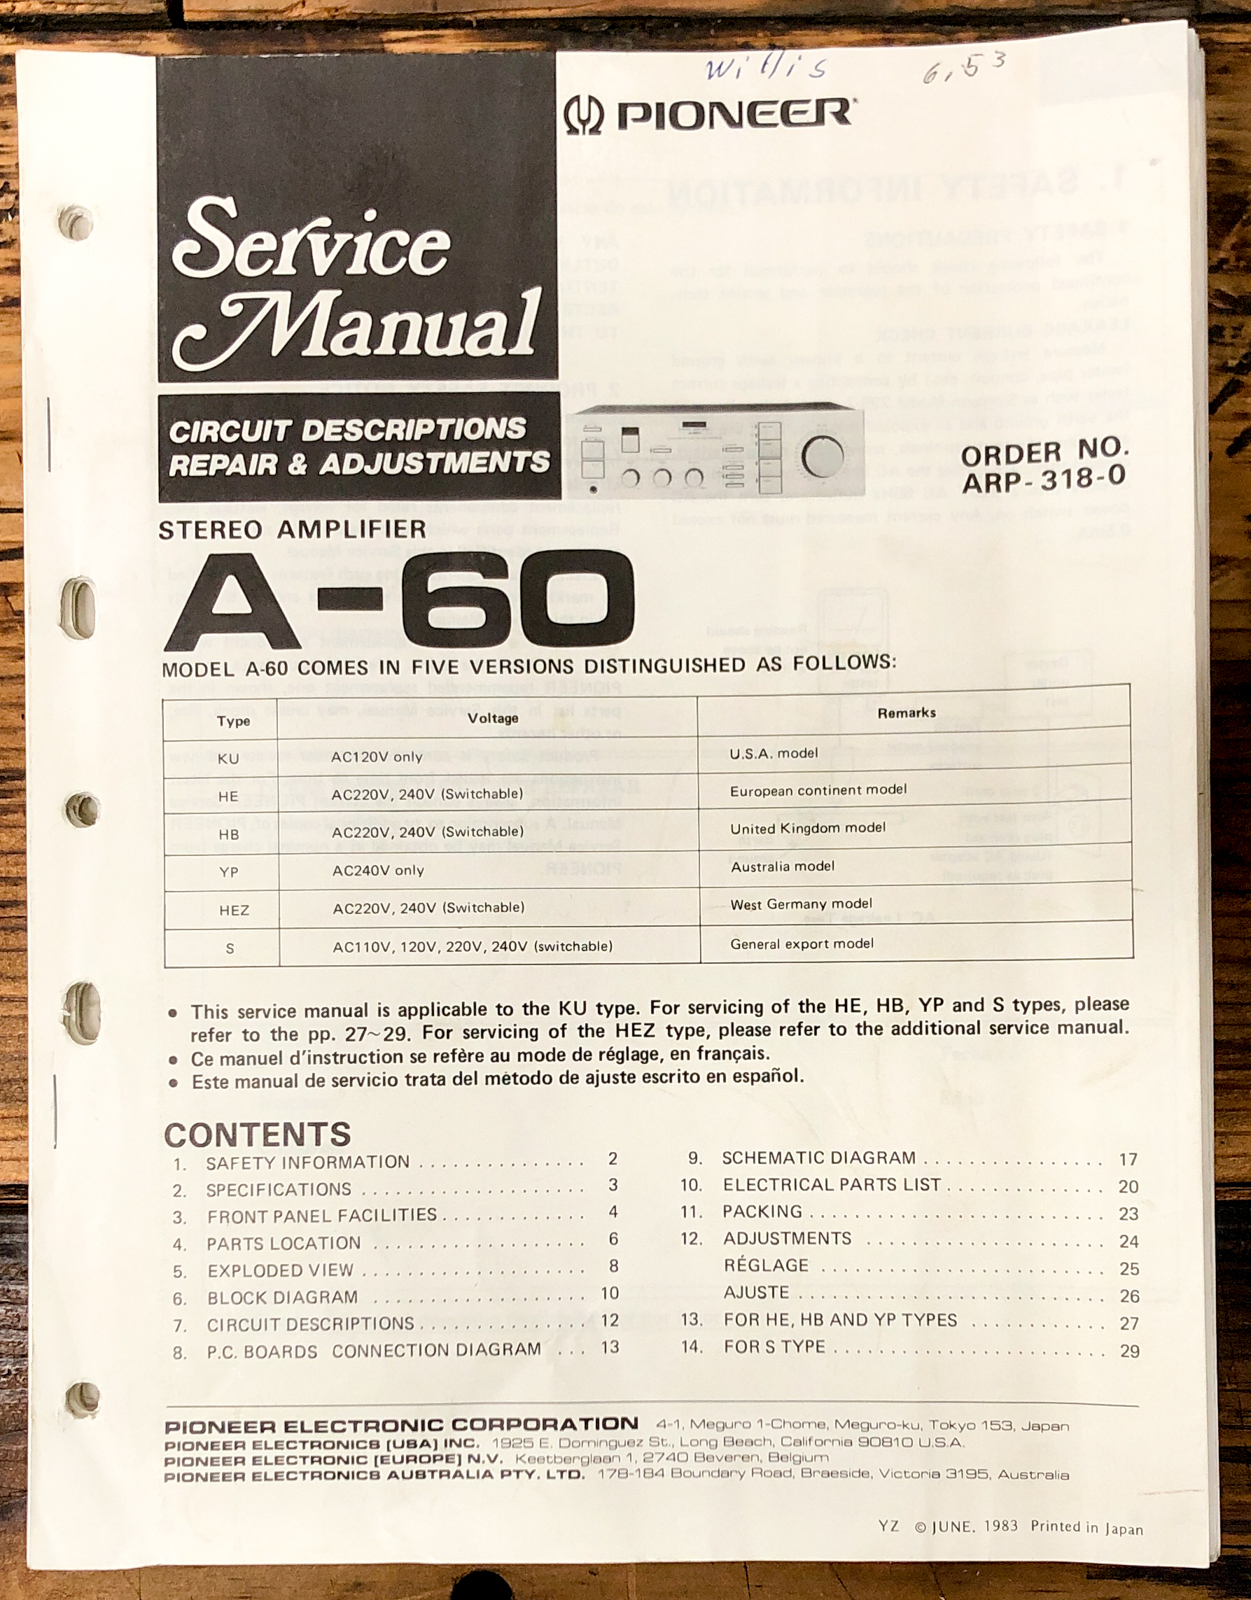 Willis 6,53
PIONEER
Service
Manual
CIRCUIT DESCRIPTIONS
REPAIR & ADJUSTMENTS
ORDER NO.
ARP-318-0
STEREO AMPLIFIER
A-60
MODEL A-60 COMES IN FIVE VERSIONS DISTINGUISHED AS FOLLOWS:
Type Voltage Remarks
KU AC120V only U.S.A. model
HE AC220V, 240V (Switchable) European continent model
HB AC220V, 240V (Switchable) United Kingdom model
YP AC240V only Australia model
HEZ AC220V, 240V (Switchable) West Germany model
S AC110V, 120V, 220V, 240V (switchable) General export model
• This service manual is applicable to the KU type. For servicing of the HE, HB, YP and S types, please
refer to the pp. 27~29. For servicing of the HEZ type, please refer to the additional service manual.
• Ce manuel d'instruction se refère au mode de réglage, en français.
• Este manual de servicio trata del método de ajuste escrito en español.
CONTENTS
1. SAFETY INFORMATION . . . . . . . . . . . . . . . 2
2. SPECIFICATIONS . . . . . . . . . . . . . . . . . . . . 3
3. FRONT PANEL FACILITIES . . . . . . . . . . . . . 4
4. PARTS LOCATION . . . . . . . . . . . . . . . . . . . 6
5. EXPLODED VIEW . . . . . . . . . . . . . . . . . . . . 8
6. BLOCK DIAGRAM . . . . . . . . . . . . . . . . . . . 10
7. CIRCUIT DESCRIPTIONS . . . . . . . . . . . . . . . 12
8. P.C. BOARDS CONNECTION DIAGRAM . . . 13
9. SCHEMATIC DIAGRAM . . . . . . . . . . . . . . . . 17
10. ELECTRICAL PARTS LIST . . . . . . . . . . . . . . 20
11. PACKING . . . . . . . . . . . . . . . . . . . . . . . . . . 23
12. ADJUSTMENTS . . . . . . . . . . . . . . . . . . . . . 24
RÉGLAGE . . . . . . . . . . . . . . . . . . . . . . . . . 25
AJUSTE . . . . . . . . . . . . . . . . . . . . . . . . . . . 26
13. FOR HE, HB AND YP TYPES . . . . . . . . . . . . 27
14. FOR S TYPE . . . . . . . . . . . . . . . . . . . . . . . . 29
PIONEER ELECTRONIC CORPORATION 4-1, Meguro 1-Chome, Meguro-ku, Tokyo 153, Japan
PIONEER ELECTRONICS [USA] INC. 1925 E. Dominguez St., Long Beach, California 90810 U.S.A.
PIONEER ELECTRONIC [EUROPE] N.V. Keetberglaan 1, 2740 Beveren, Belgium
PIONEER ELECTRONICS AUSTRALIA PTY. LTD. 178-184 Boundary Road, Braeside, Victoria 3195, Australia
YZ © JUNE. 1983 Printed in Japan